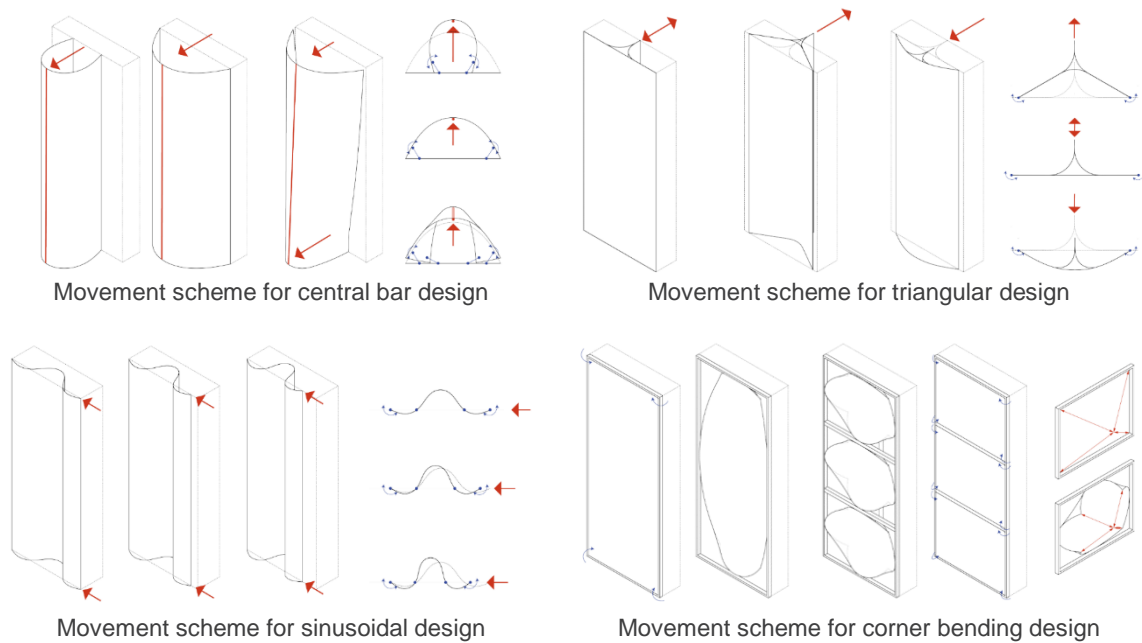 Movement scheme for central bar design
Movement scheme for triangular design
Movement scheme for sinusoidal design
Movement scheme for corner bending design